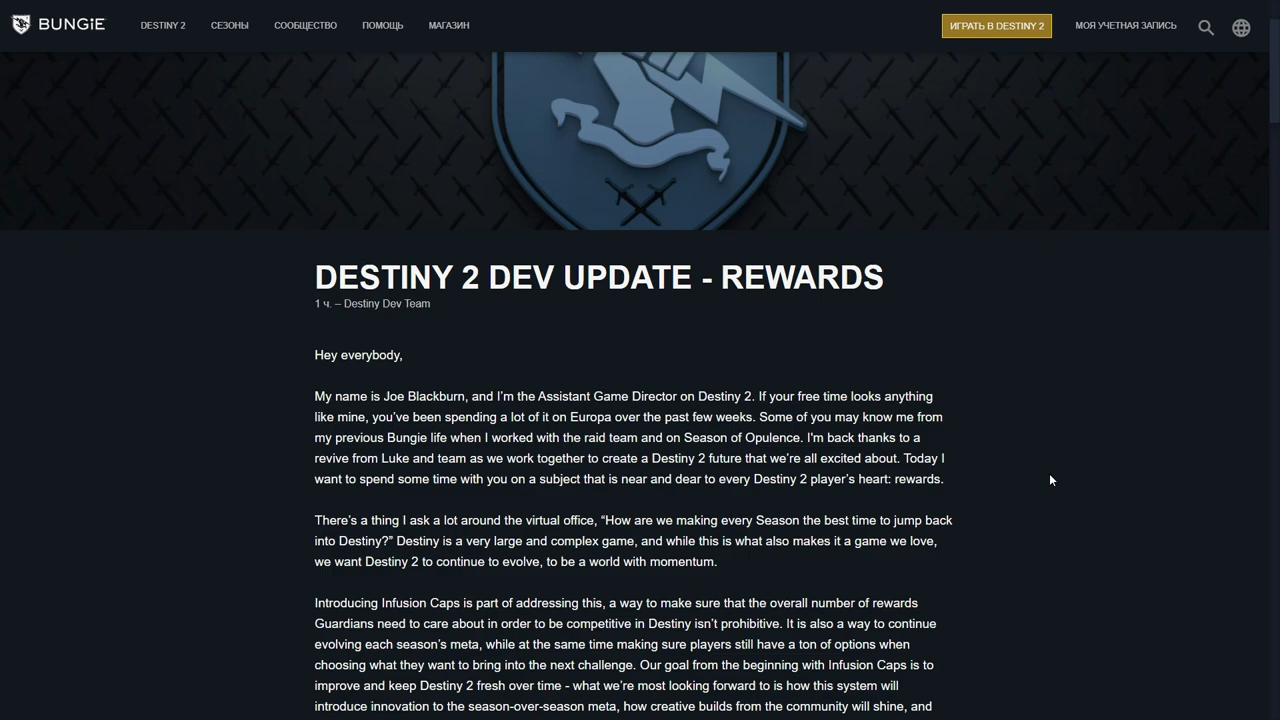 BUNGiE DESTINY 2 СЕЗОНЫ СООБЩЕСТВО ПОМОЩЬ МАГАЗИН ИГРАТЬ В DESTINY 2 МОЯ УЧЕТНАЯ ЗАПИСЬ
DESTINY 2 DEV UPDATE - REWARDS
1 ч. – Destiny Dev Team
Hey everybody,
My name is Joe Blackburn, and I’m the Assistant Game Director on Destiny 2. If your free time looks anything
like mine, you’ve been spending a lot of it on Europa over the past few weeks. Some of you may know me from
my previous Bungie life when I worked with the raid team and on Season of Opulence. I'm back thanks to a
revive from Luke and team as we work together to create a Destiny 2 future that we’re all excited about. Today I
want to spend some time with you on a subject that is near and dear to every Destiny 2 player’s heart: rewards.
There’s a thing I ask a lot around the virtual office, “How are we making every Season the best time to jump back
into Destiny?” Destiny is a very large and complex game, and while this is what also makes it a game we love,
we want Destiny 2 to continue to evolve, to be a world with momentum.
Introducing Infusion Caps is part of addressing this, a way to make sure that the overall number of rewards
Guardians need to care about in order to be competitive in Destiny isn’t prohibitive. It is also a way to continue
evolving each season’s meta, while at the same time making sure players still have a ton of options when
choosing what they want to bring into the next challenge. Our goal from the beginning with Infusion Caps is to
improve and keep Destiny 2 fresh over time - what we’re most looking forward to is how this system will
introduce innovation to the season-over-season meta, how creative builds from the community will shine, and